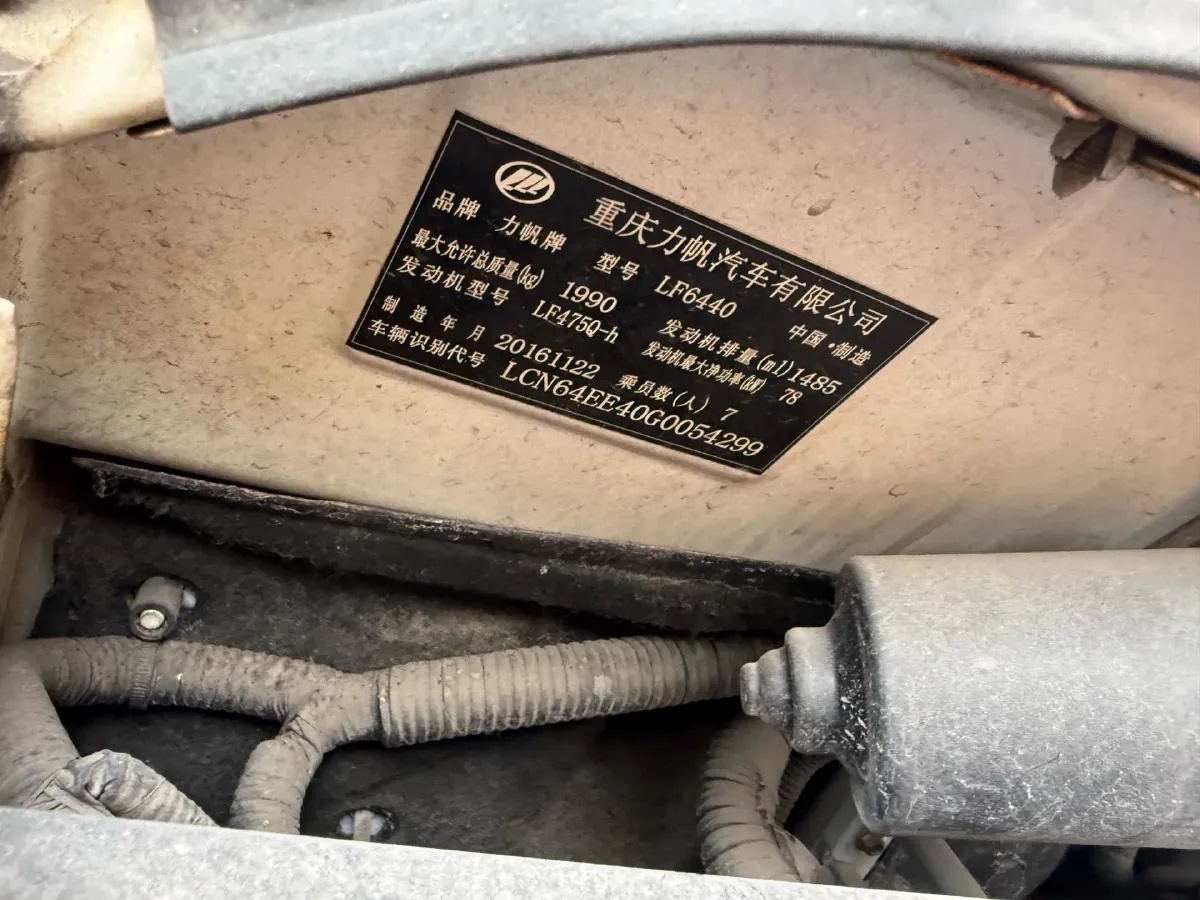 重庆力帆汽车有限公司
品牌 力帆牌 型号 LF6440 中国·制造
最大允许总质量(kg) 1990 发动机排量(ml) 1485
发动机型号 LF475Q-h 发动机最大净功率(kW) 78
制造年月 20161122 乘员数(人) 7
车辆识别代号 LCN64EE40G0054299